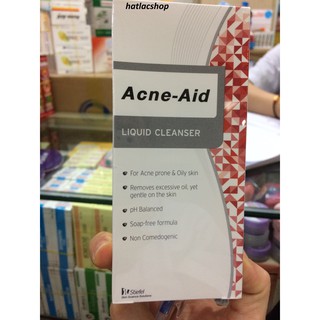 hatlacshop
Acne-Aid
LIQUID CLEANSER
• For Acne prone & Oily skin
• Removes excessive oil, yet
gentle on the skin
• pH Balanced
• Soap-free formula
• Non Comedogenic
Stiefel